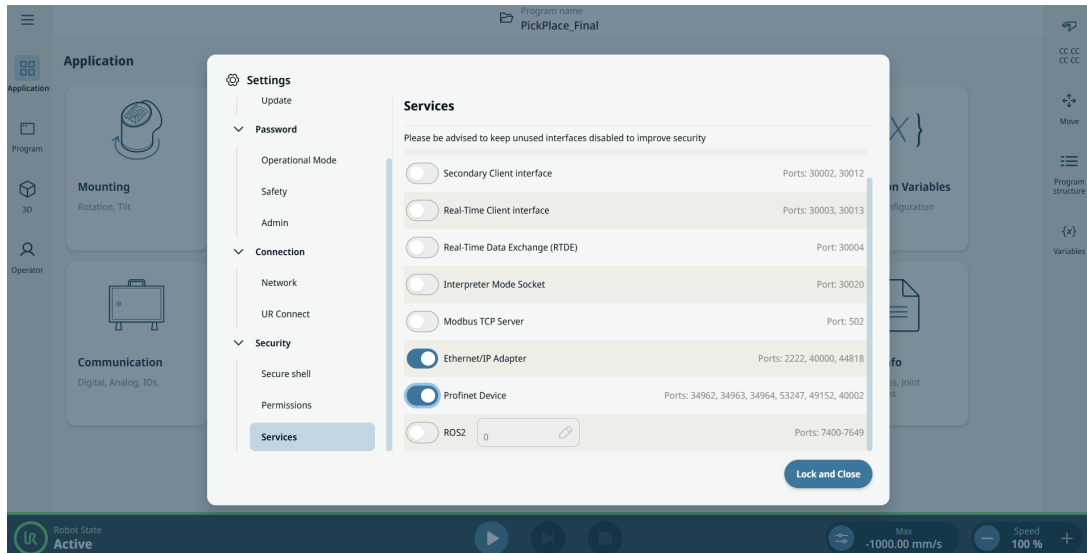 Program name
PickPlace_Final
Application
Application
Program
3D
Operator
Mounting
Rotation, Tilt
Communication
Digital, Analog, IOs.
Settings
Update
Password
Operational Mode
Safety
Admin
Connection
Network
UR Connect
Security
Secure shell
Permissions
Services
Services
Please be advised to keep unused interfaces disabled to improve security
Secondary Client interface Ports: 30002, 30012
Real-Time Client interface Ports: 30003, 30013
Real-Time Data Exchange (RTDE) Port: 30004
Interpreter Mode Socket Port: 30020
Modbus TCP Server Port: 502
Ethernet/IP Adapter Ports: 2222, 40000, 44818
Profinet Device Ports: 34962, 34963, 34964, 53247, 49152, 40002
ROS2 0 Ports: 7400-7649
Lock and Close
X }
Variables
CC CC
CC CC
Move
Program
structure
{x}
Variables
UR
Robot State
Active
Max
-1000.00 mm/s
Speed
100 %